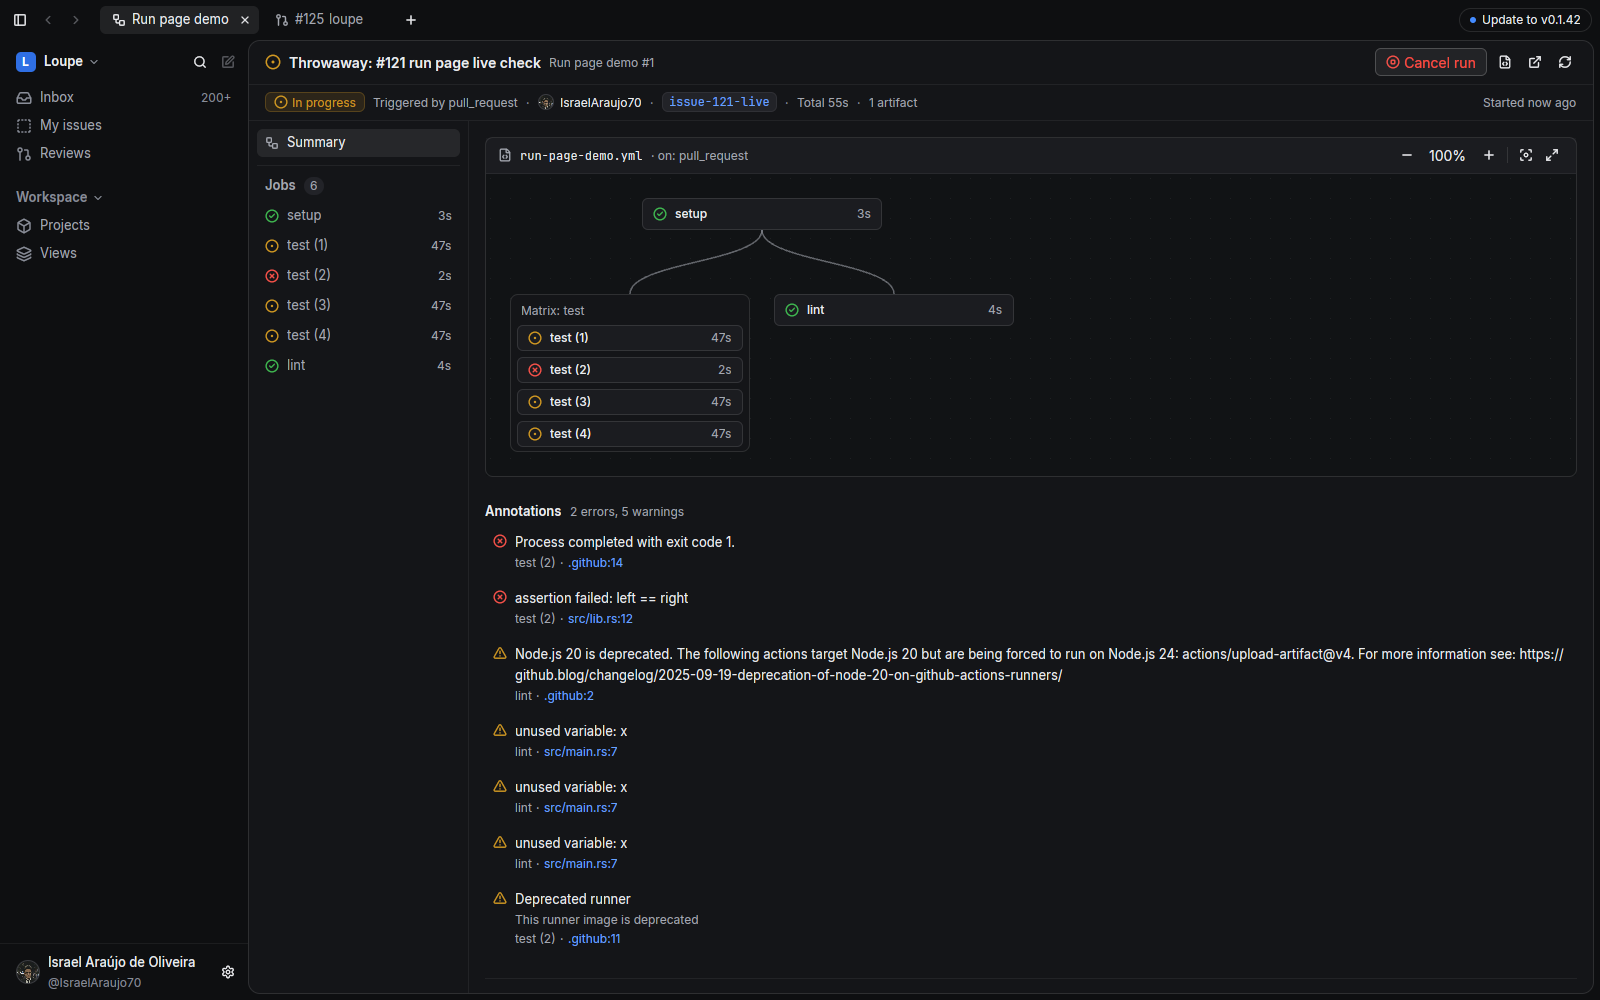 Run page demo
#125 loupe
Update to v0.1.42
L
Loupe
Inbox
200+
My issues
Reviews
Workspace
Projects
Views
Israel Araújo de Oliveira
@IsraelAraujo70
Throwaway: #121 run page live check
Run page demo #1
Cancel run
In progress
Triggered by pull_request · IsraelAraujo70 · issue-121-live · Total 55s · 1 artifact
Started now ago
Summary
Jobs 6
setup 3s
test (1) 47s
test (2) 2s
test (3) 47s
test (4) 47s
lint 4s
run-page-demo.yml · on: pull_request
100%
setup 3s
Matrix: test
test (1) 47s
test (2) 2s
test (3) 47s
test (4) 47s
lint 4s
Annotations 2 errors, 5 warnings
Process completed with exit code 1.
test (2) · .github:14
assertion failed: left == right
test (2) · src/lib.rs:12
Node.js 20 is deprecated. The following actions target Node.js 20 but are being forced to run on Node.js 24: actions/upload-artifact@v4. For more information see: https://
github.blog/changelog/2025-09-19-deprecation-of-node-20-on-github-actions-runners/
lint · .github:2
unused variable: x
lint · src/main.rs:7
unused variable: x
lint · src/main.rs:7
unused variable: x
lint · src/main.rs:7
Deprecated runner
This runner image is deprecated
test (2) · .github:11